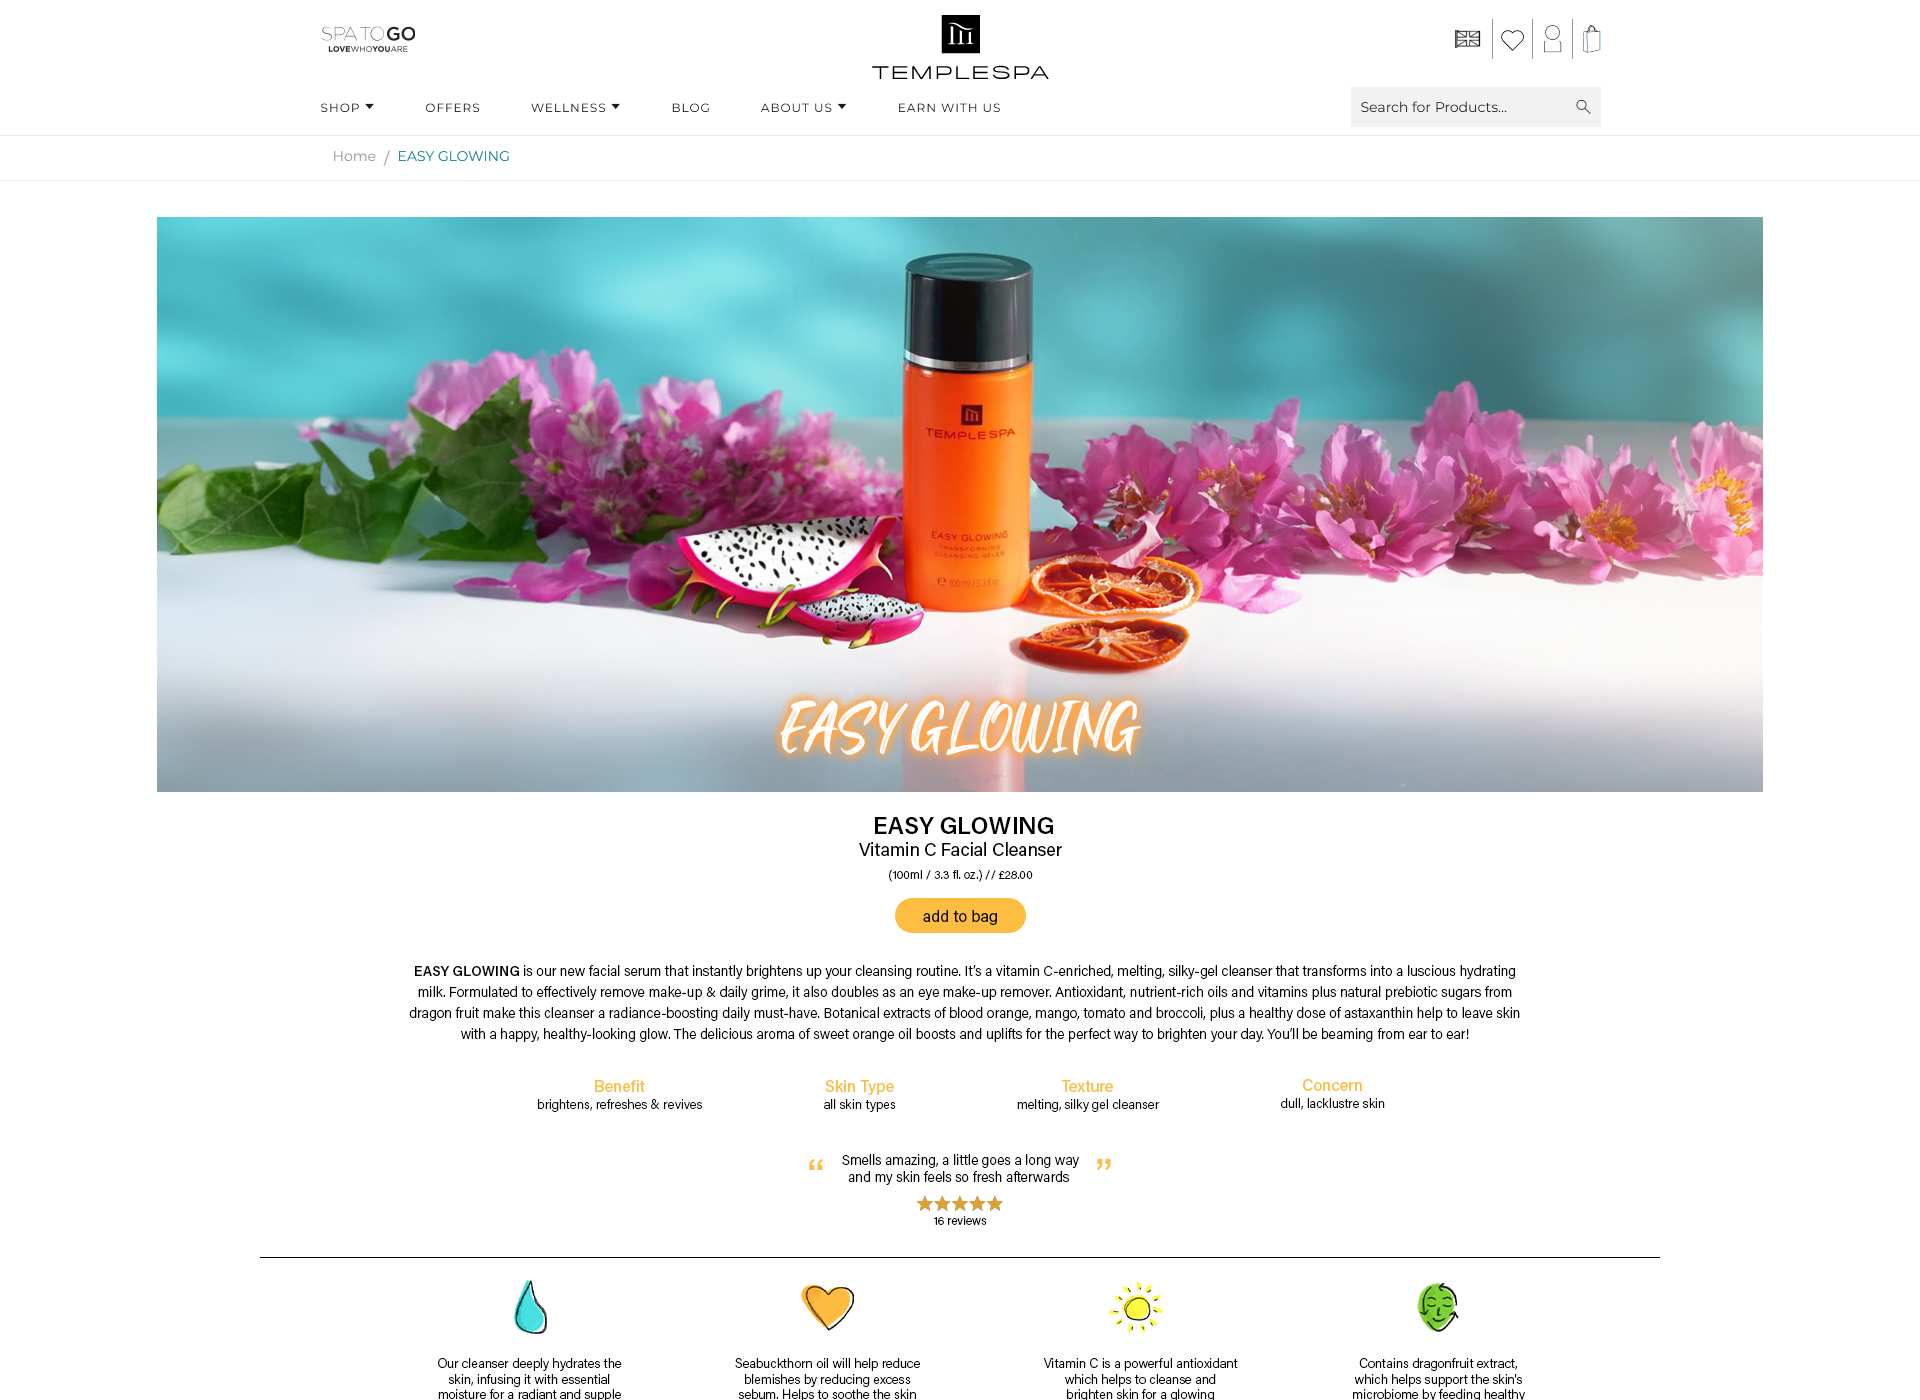 SPA TO GO
LOVEWHOYOUARE
TEMPLESPA
SHOP
OFFERS
WELLNESS
BLOG
ABOUT US
EARN WITH US
Search for Products...
Home / EASY GLOWING
TEMPLESPA
EASY GLOWING
TRANSFORMING
CLEANSING GELÉE
100ml / 3.3 fl oz
EASY GLOWING
EASY GLOWING
Vitamin C Facial Cleanser
(100ml / 3.3 fl. oz.) // £28.00
add to bag
EASY GLOWING is our new facial serum that instantly brightens up your cleansing routine. It's a vitamin C-enriched, melting, silky-gel cleanser that transforms into a luscious hydrating
milk. Formulated to effectively remove make-up & daily grime, it also doubles as an eye make-up remover. Antioxidant, nutrient-rich oils and vitamins plus natural prebiotic sugars from
dragon fruit make this cleanser a radiance-boosting daily must-have. Botanical extracts of blood orange, mango, tomato and broccoli, plus a healthy dose of astaxanthin help to leave skin
with a happy, healthy-looking glow. The delicious aroma of sweet orange oil boosts and uplifts for the perfect way to brighten your day. You'll be beaming from ear to ear!
Benefit
brightens, refreshes & revives
Skin Type
all skin types
Texture
melting, silky gel cleanser
Concern
dull, lacklustre skin
“ Smells amazing, a little goes a long way ”
and my skin feels so fresh afterwards
16 reviews
Our cleanser deeply hydrates the
skin, infusing it with essential
moisture for a radiant and supple
Seabuckthorn oil will help reduce
blemishes by reducing excess
sebum. Helps to soothe the skin
Vitamin C is a powerful antioxidant
which helps to cleanse and
brighten skin for a glowing
Contains dragonfruit extract,
which helps support the skin's
microbiome by feeding healthy